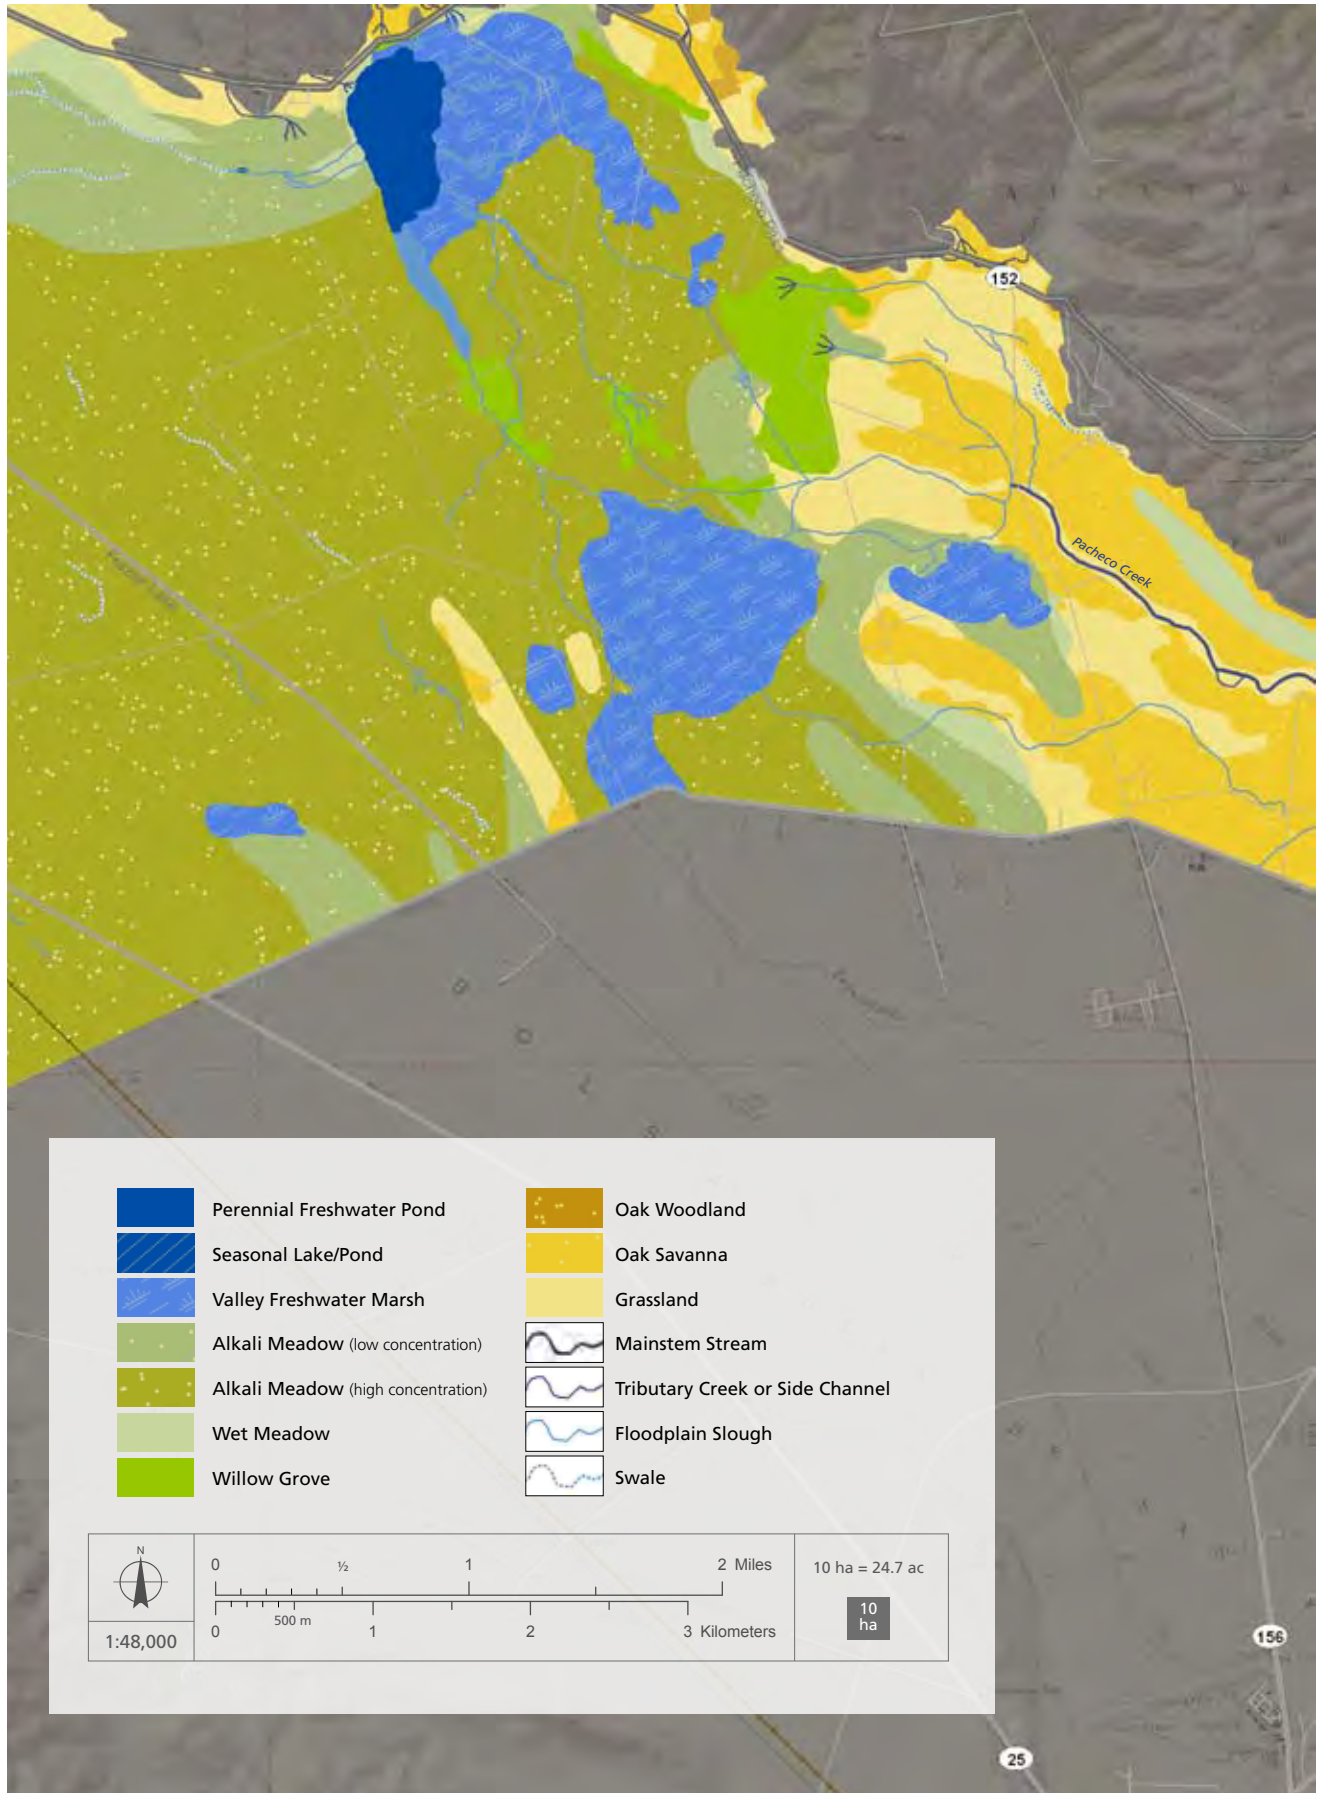 152
Pacheco Creek
B
O
L
S
Perennial Freshwater Pond
Seasonal Lake/Pond
Valley Freshwater Marsh
Alkali Meadow (low concentration)
Alkali Meadow (high concentration)
Wet Meadow
Willow Grove
Oak Woodland
Oak Savanna
Grassland
Mainstem Stream
Tributary Creek or Side Channel
Floodplain Slough
Swale
N
1:48,000
0 ½ 1 2 Miles
500 m
0 1 2 3 Kilometers
10 ha = 24.7 ac
10
ha
156
25